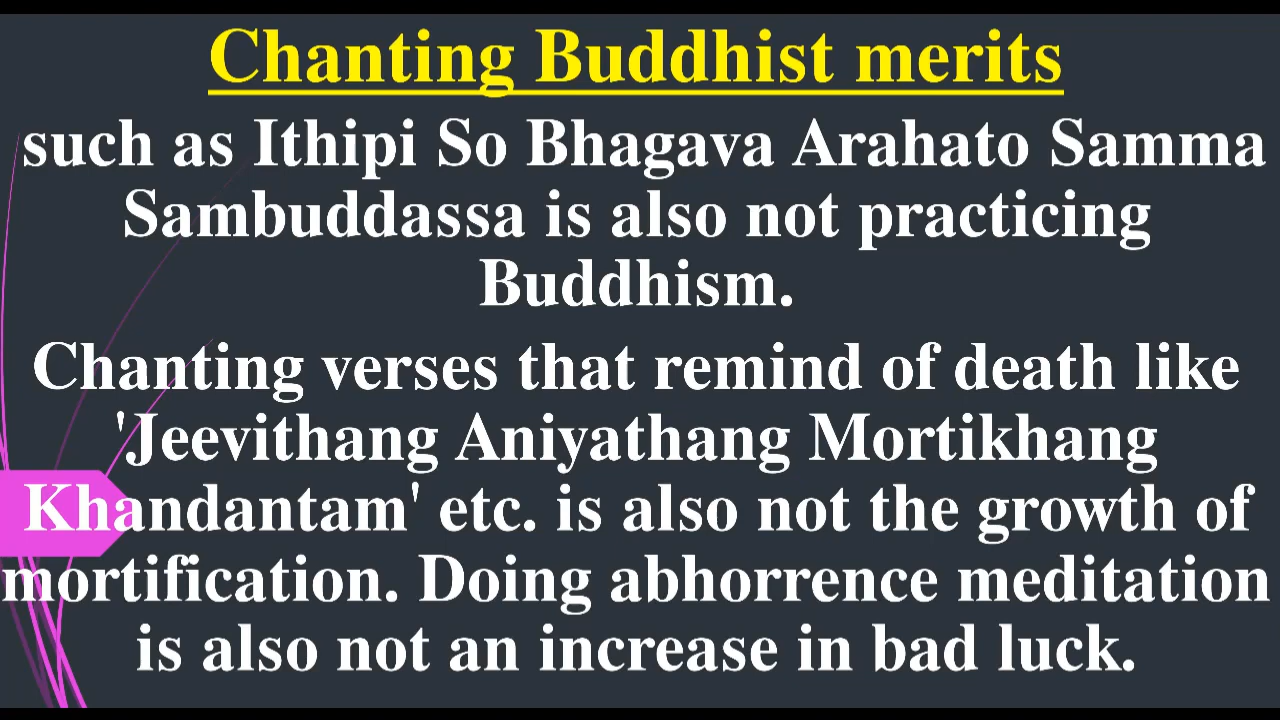 Chanting Buddhist merits
such as Ithipi So Bhagava Arahato Samma
Sambuddassa is also not practicing
Buddhism.
Chanting verses that remind of death like
'Jeevithang Aniyathang Mortikhang
Khandantam' etc. is also not the growth of
mortification. Doing abhorrence meditation
is also not an increase in bad luck.